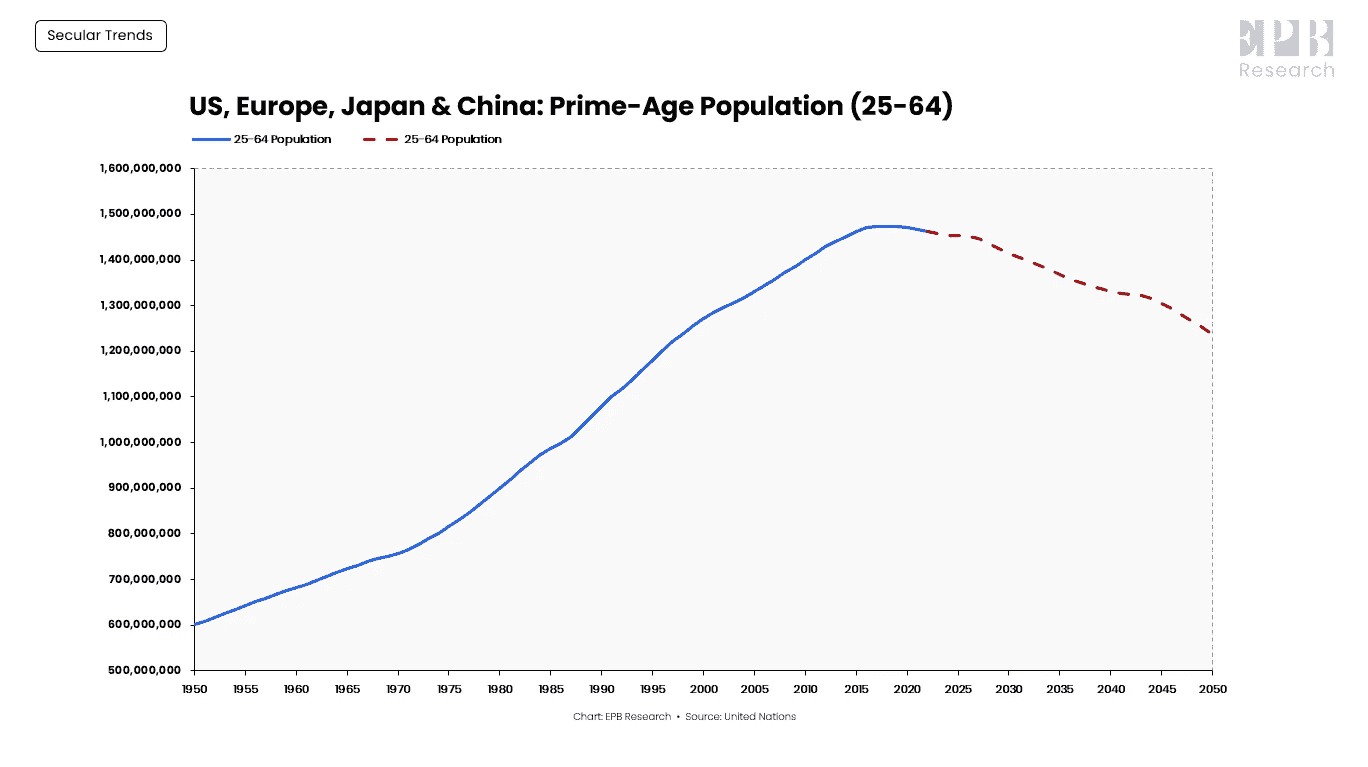 Secular Trends
EPB
Research
US, Europe, Japan & China: Prime-Age Population (25-64)
25-64 Population
25-64 Population
1,600,000,000
1,500,000,000
1,400,000,000
1,300,000,000
1,200,000,000
1,100,000,000
1,000,000,000
900,000,000
800,000,000
700,000,000
600,000,000
500,000,000
1950 1955 1960 1965 1970 1975 1980 1985 1990 1995 2000 2005 2010 2015 2020 2025 2030 2035 2040 2045 2050
Chart: EPB Research • Source: United Nations